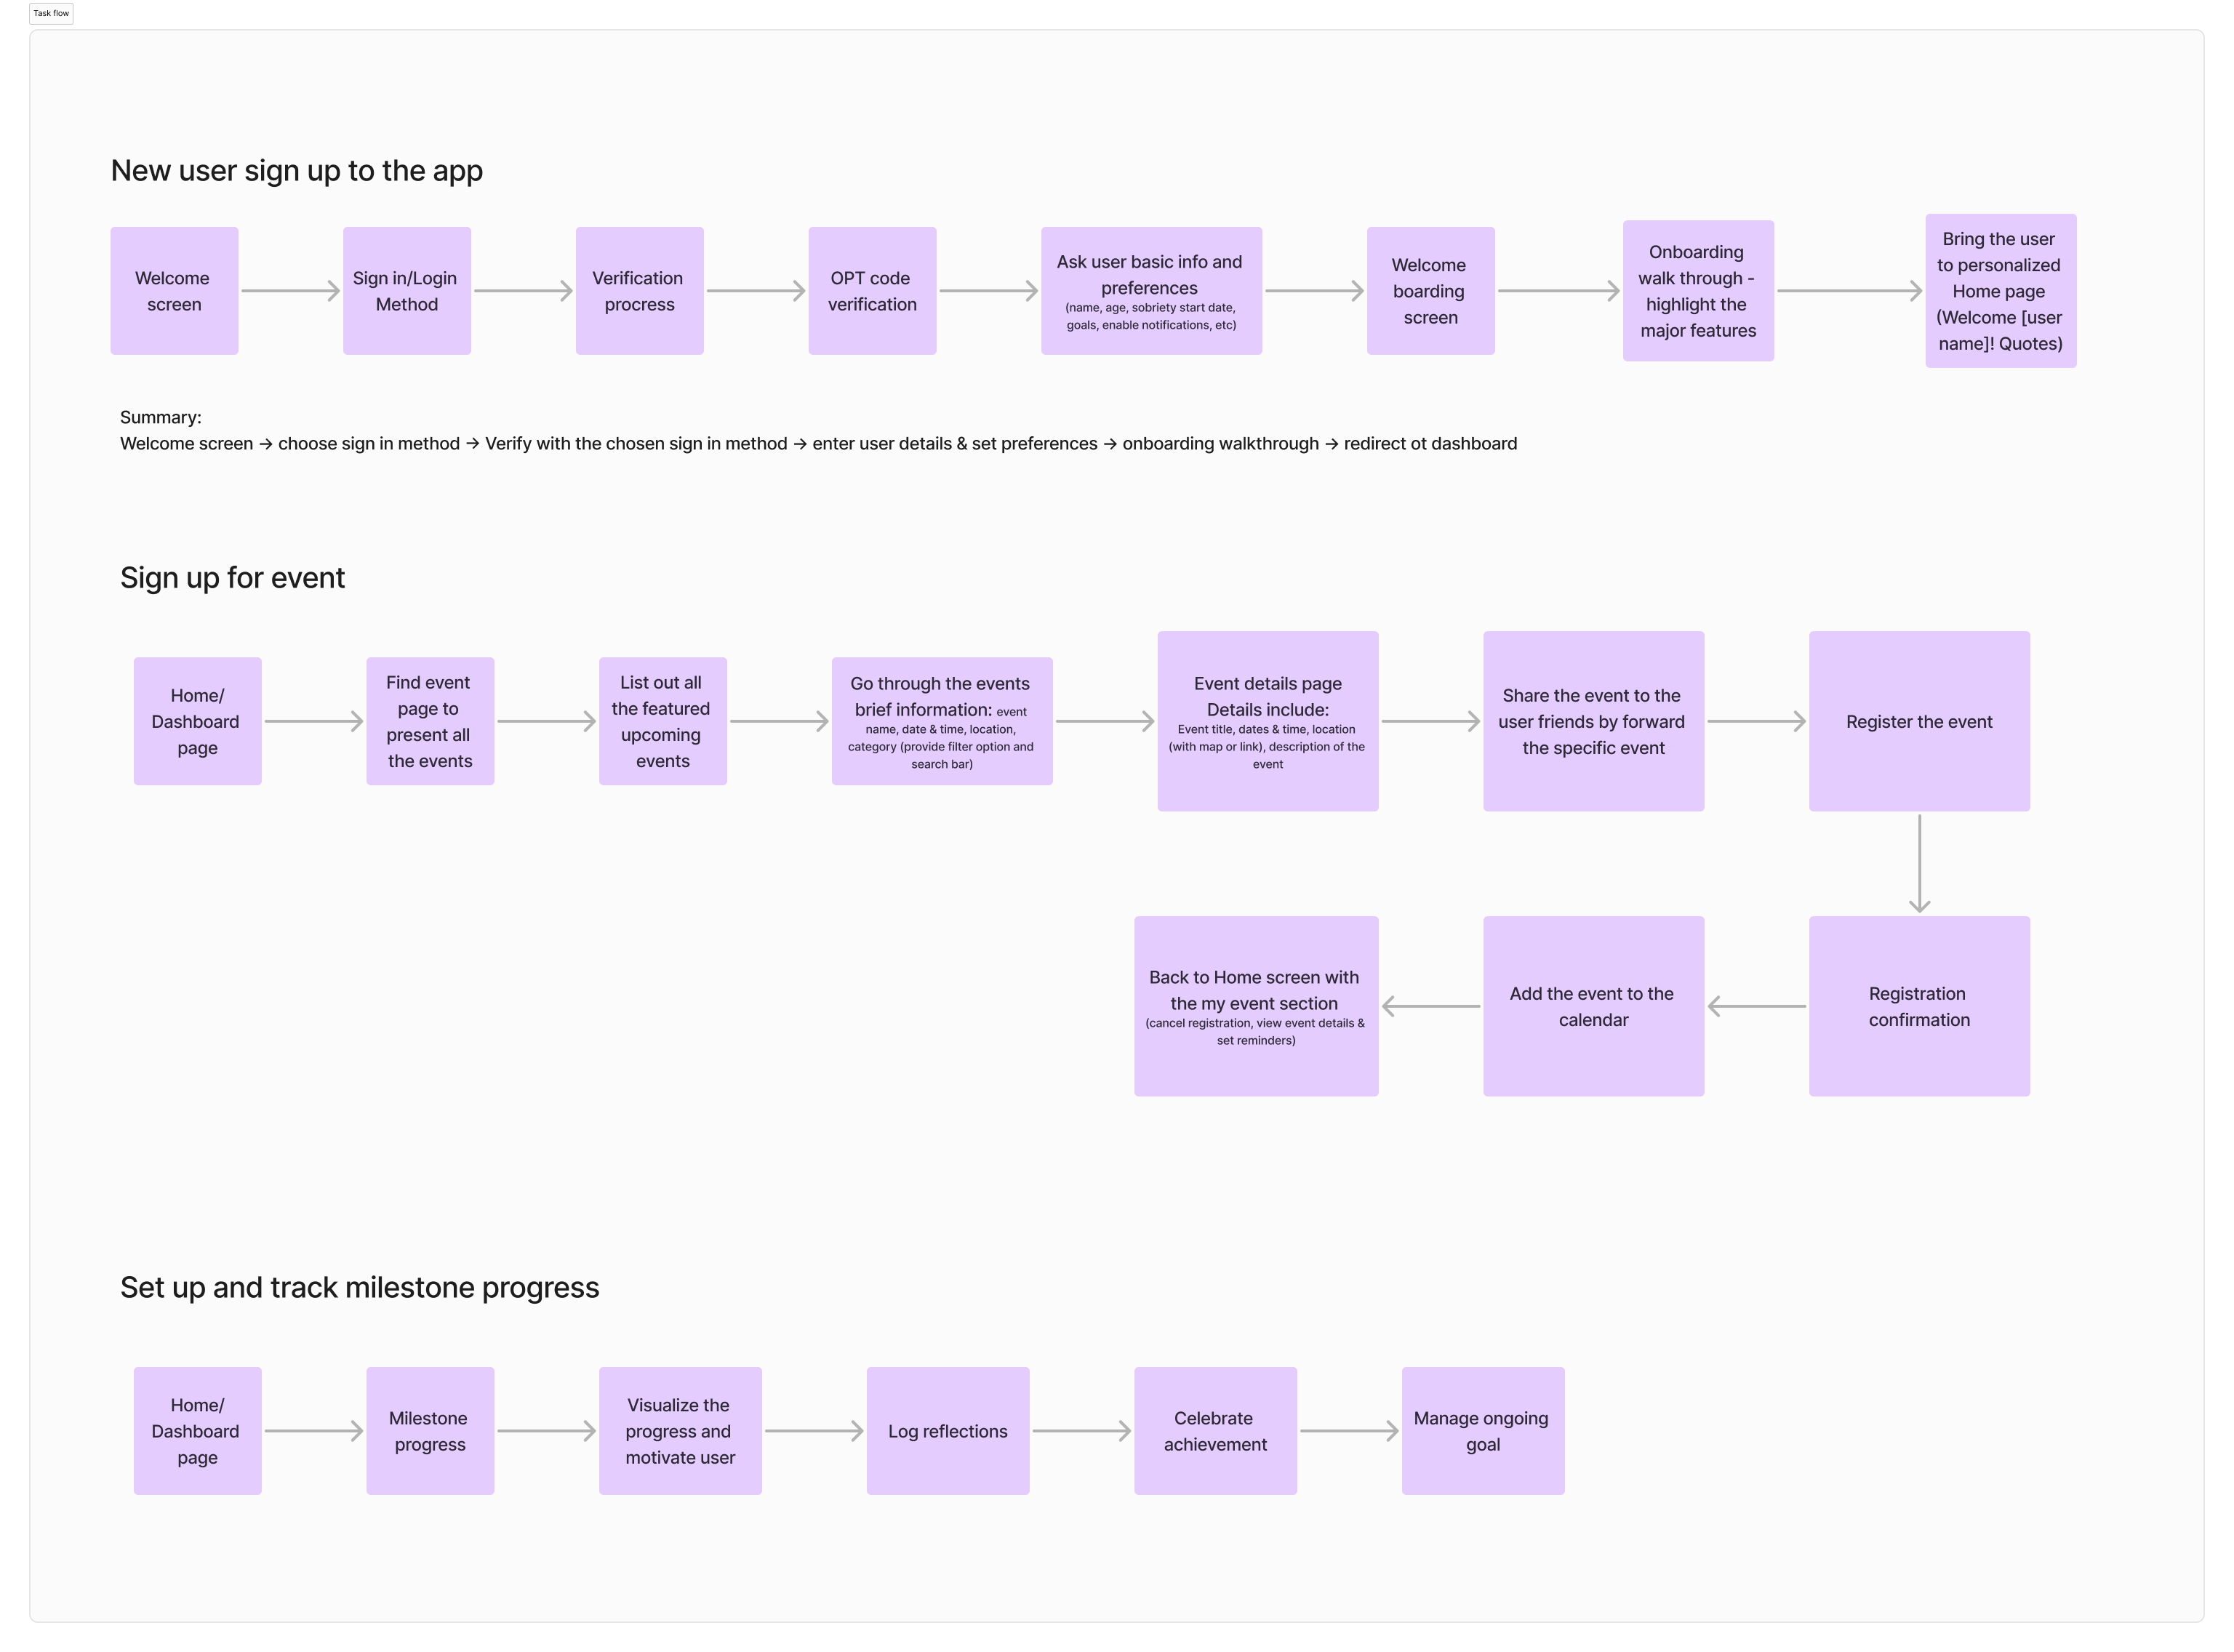 Task flow
New user sign up to the app
Welcome
screen
Sign in/Login
Method
Verification
procress
OPT code
verification
Ask user basic info and
preferences
(name, age, sobriety start date,
goals, enable notifications, etc)
Welcome
boarding
screen
Onboarding
walk through -
highlight the
major features
Bring the user
to personalized
Home page
(Welcome [user
name]! Quotes)
Summary:
Welcome screen → choose sign in method → Verify with the chosen sign in method → enter user details & set preferences → onboarding walkthrough → redirect ot dashboard
Sign up for event
Home/
Dashboard
page
Find event
page to
present all
the events
List out all
the featured
upcoming
events
Go through the events
brief information: event
name, date & time, location,
category (provide filter option and
search bar)
Event details page
Details include:
Event title, dates & time, location
(with map or link), description of the
event
Share the event to the
user friends by forward
the specific event
Register the event
Back to Home screen with
the my event section
(cancel registration, view event details &
set reminders)
Add the event to the
calendar
Registration
confirmation
Set up and track milestone progress
Home/
Dashboard
page
Milestone
progress
Visualize the
progress and
motivate user
Log reflections
Celebrate
achievement
Manage ongoing
goal